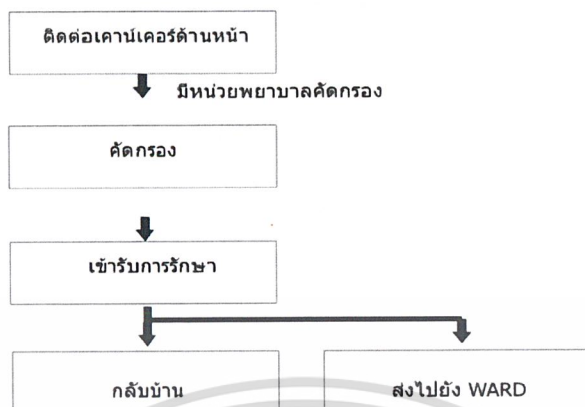 ติดต่อเคาน์เคอร์ด้านหน้า
มีหน่วยพยาบาลคัดกรอง
คัดกรอง
เข้ารับการรักษา
กลับบ้าน
ส่งไปยัง WARD